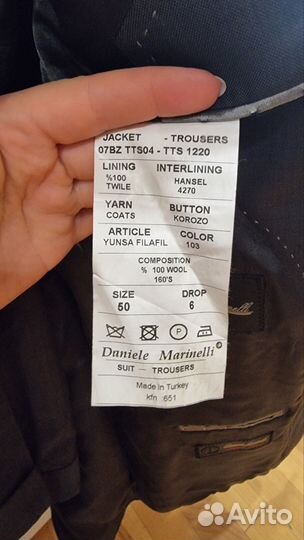 JACKET - TROUSERS
07BZ TTS04 - TTS 1220
LINING INTERLINING
%100 HANSEL
TWILE 4270
YARN BUTTON
COATS KOROZO
ARTICLE COLOR
YUNSA FILAFIL 103
COMPOSITION
% 100 WOOL
160'S
SIZE DROP
50 6
P
Daniele Marinelli®
SUIT - TROUSERS
Made in Turkey
kfn :651
Avito